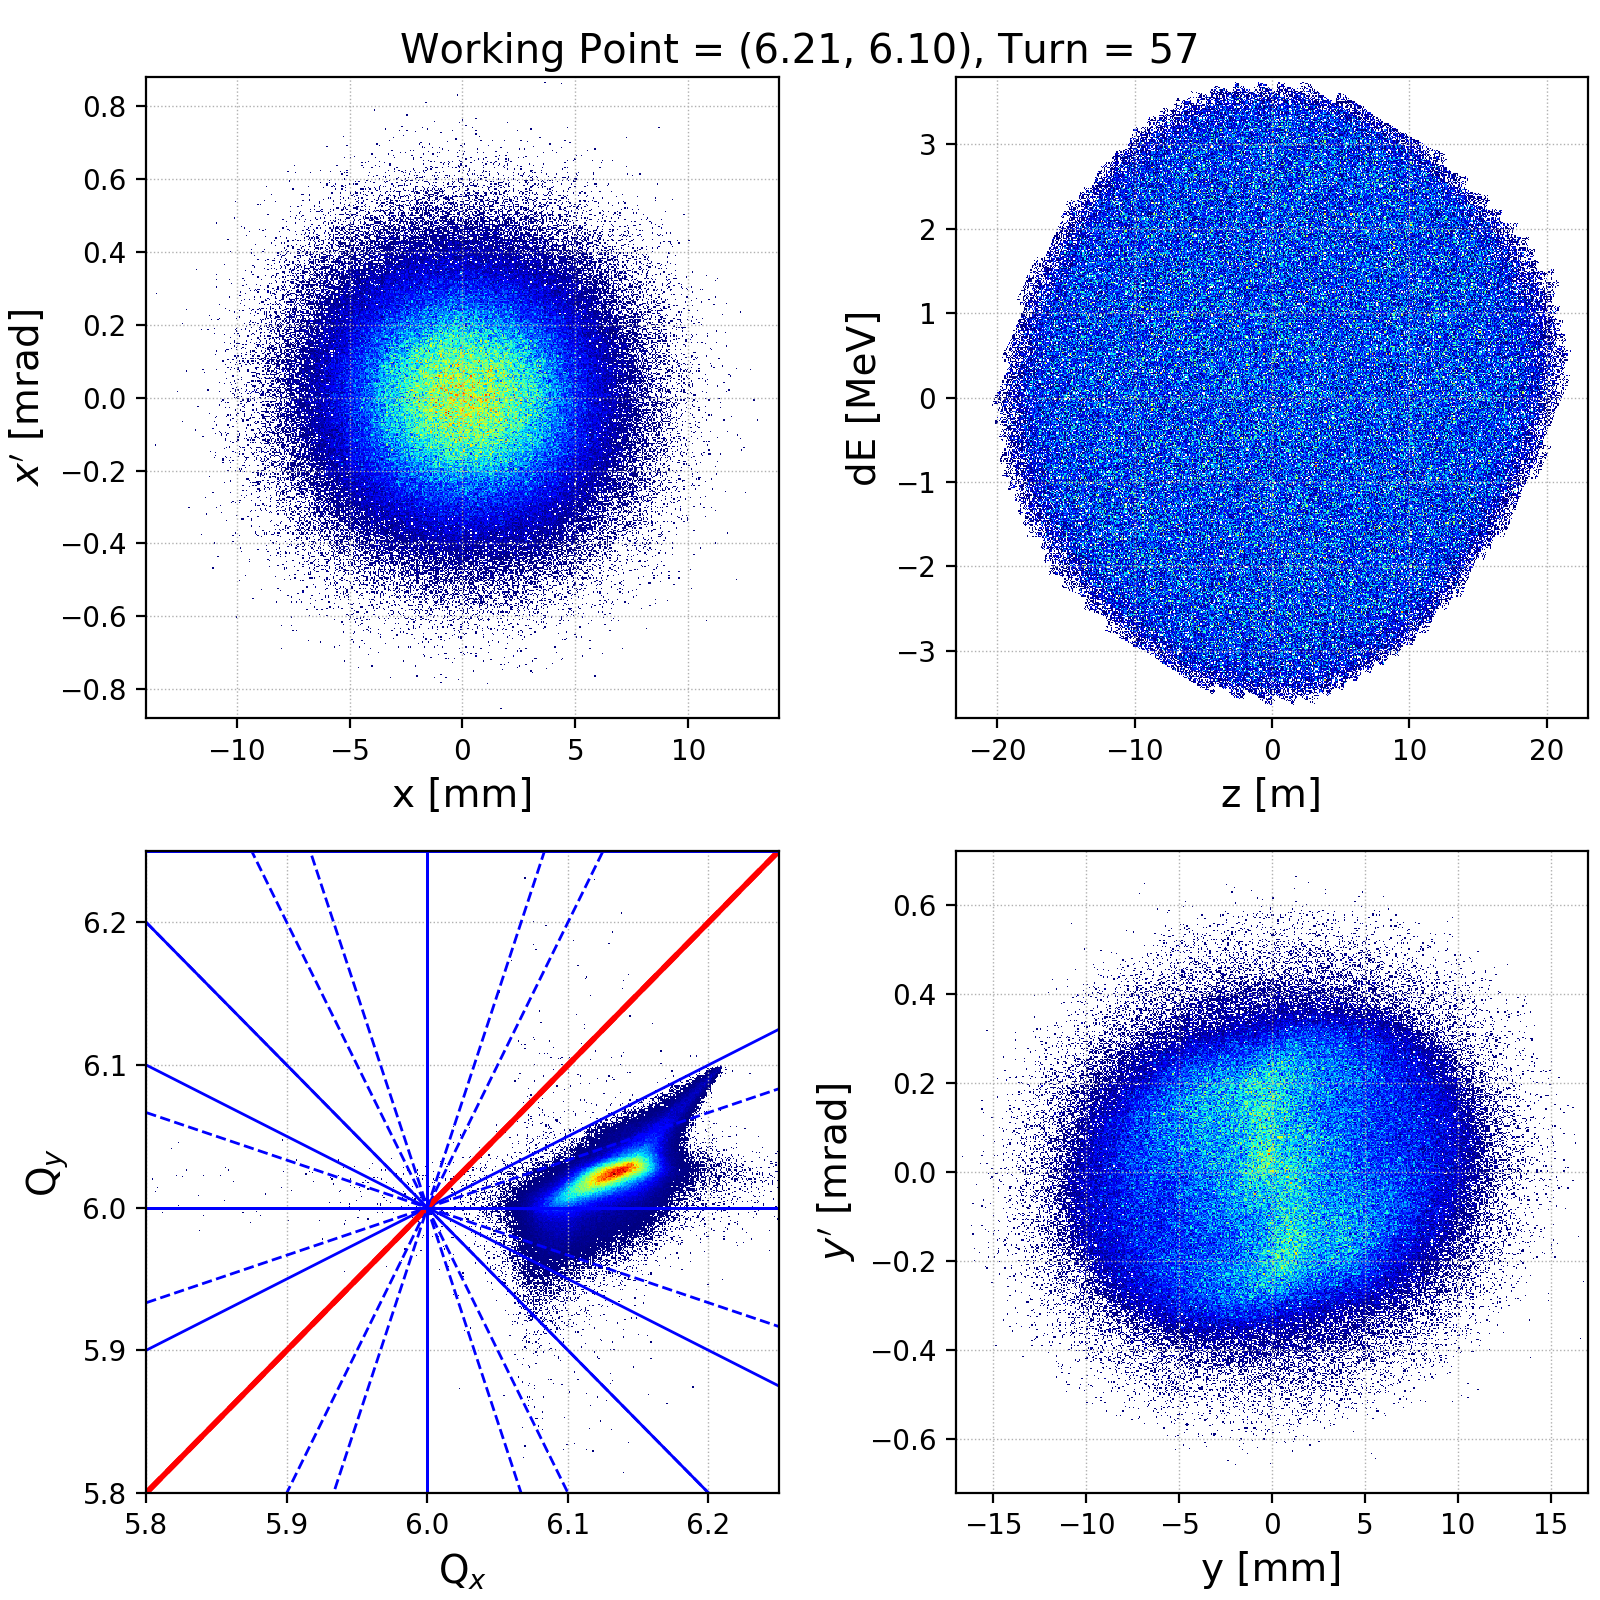 Working Point = (6.21, 6.10), Turn = 57
0.8
0.6
0.4
0.2
0.0
−0.2
−0.4
−0.6
−0.8
x′ [mrad]
−10 −5 0 5 10
x [mm]
3
2
1
0
−1
−2
−3
dE [MeV]
−20 −10 0 10 20
z [m]
6.2
6.1
6.0
5.9
5.8
Qy
5.8 5.9 6.0 6.1 6.2
Qx
0.6
0.4
0.2
0.0
−0.2
−0.4
−0.6
y′ [mrad]
−15 −10 −5 0 5 10 15
y [mm]